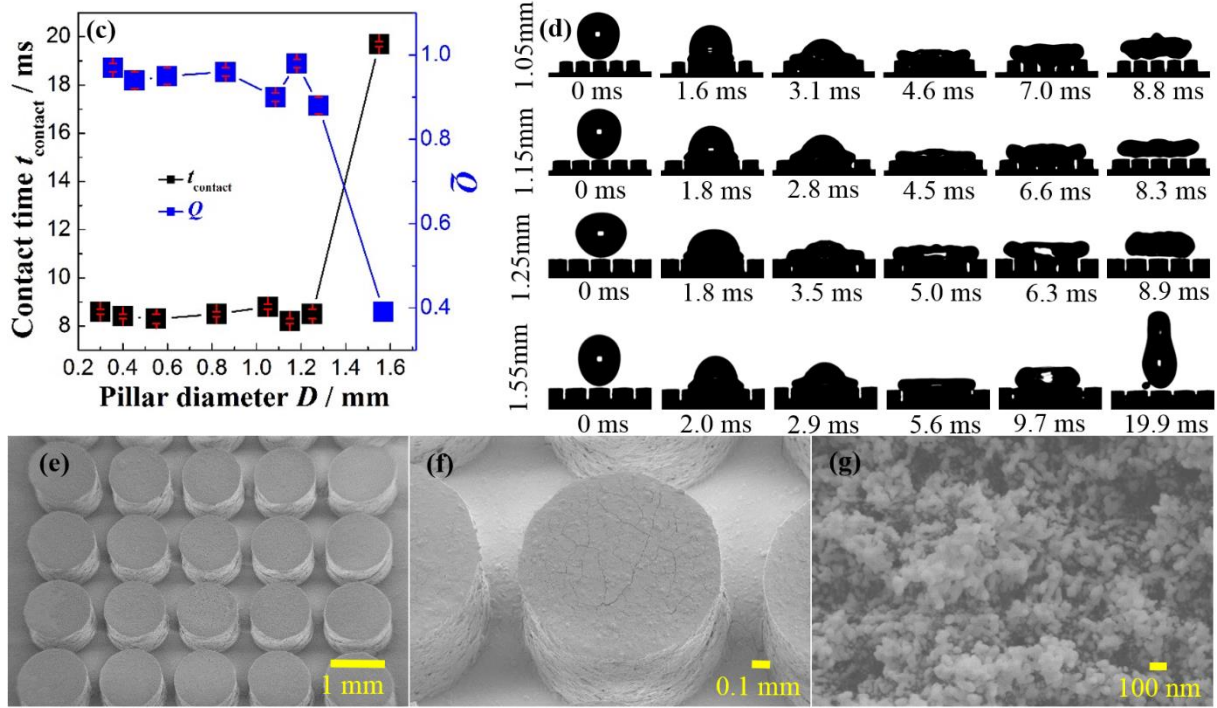 (c)
Contact time t_contact / ms
20
18
16
14
12
10
8
t_contact
Q
1.0
0.8
0.6
0.4
Q
0.2 0.4 0.6 0.8 1.0 1.2 1.4 1.6
Pillar diameter D / mm
(d)
1.05mm
0 ms 1.6 ms 3.1 ms 4.6 ms 7.0 ms 8.8 ms
1.15mm
0 ms 1.8 ms 2.8 ms 4.5 ms 6.6 ms 8.3 ms
1.25mm
0 ms 1.8 ms 3.5 ms 5.0 ms 6.3 ms 8.9 ms
1.55mm
0 ms 2.0 ms 2.9 ms 5.6 ms 9.7 ms 19.9 ms
(e)
1 mm
(f)
0.1 mm
(g)
100 nm